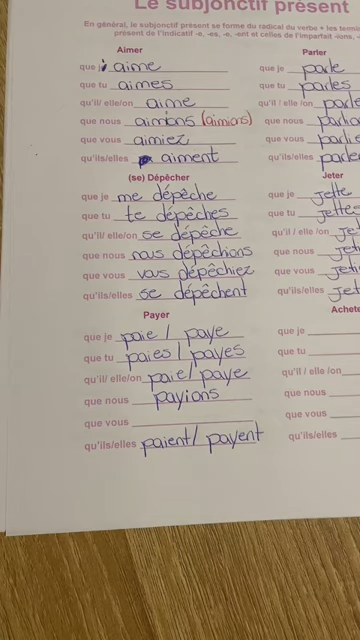 Le subjonctif présent
En général, le subjonctif présent se forme du radical du verbe + les
présent de l'indicatif -e, -es, -e, -ent et celles de l'imparfait -ions,
Aimer
que j' aime
que tu aimes
qu'il/ elle/on aime
que nous aimions (aimions)
que vous aimiez
qu'ils/elles aiment
(se) Dépêcher
que je me dépêche
que tu te dépêches
qu'il/ elle/on se dépêche
que nous nous dépêchions
que vous vous dépêchiez
qu'ils/elles se dépêchent
Payer
que je paie / paye
que tu paies / payes
qu'il/ elle/on paie/ paye
que nous payions
que vous
qu'ils/elles paient/ payent
Parler
que je parle
que tu parles
qu'il / elle /on
que nous
que vous
qu'ils/elles
Jeter
que je jette
que tu
qu'il / elle /on
que nous
que vous
qu'ils/elles
que je
que tu
qu'il / elle /on
que nous
que vous
qu'ils/elles